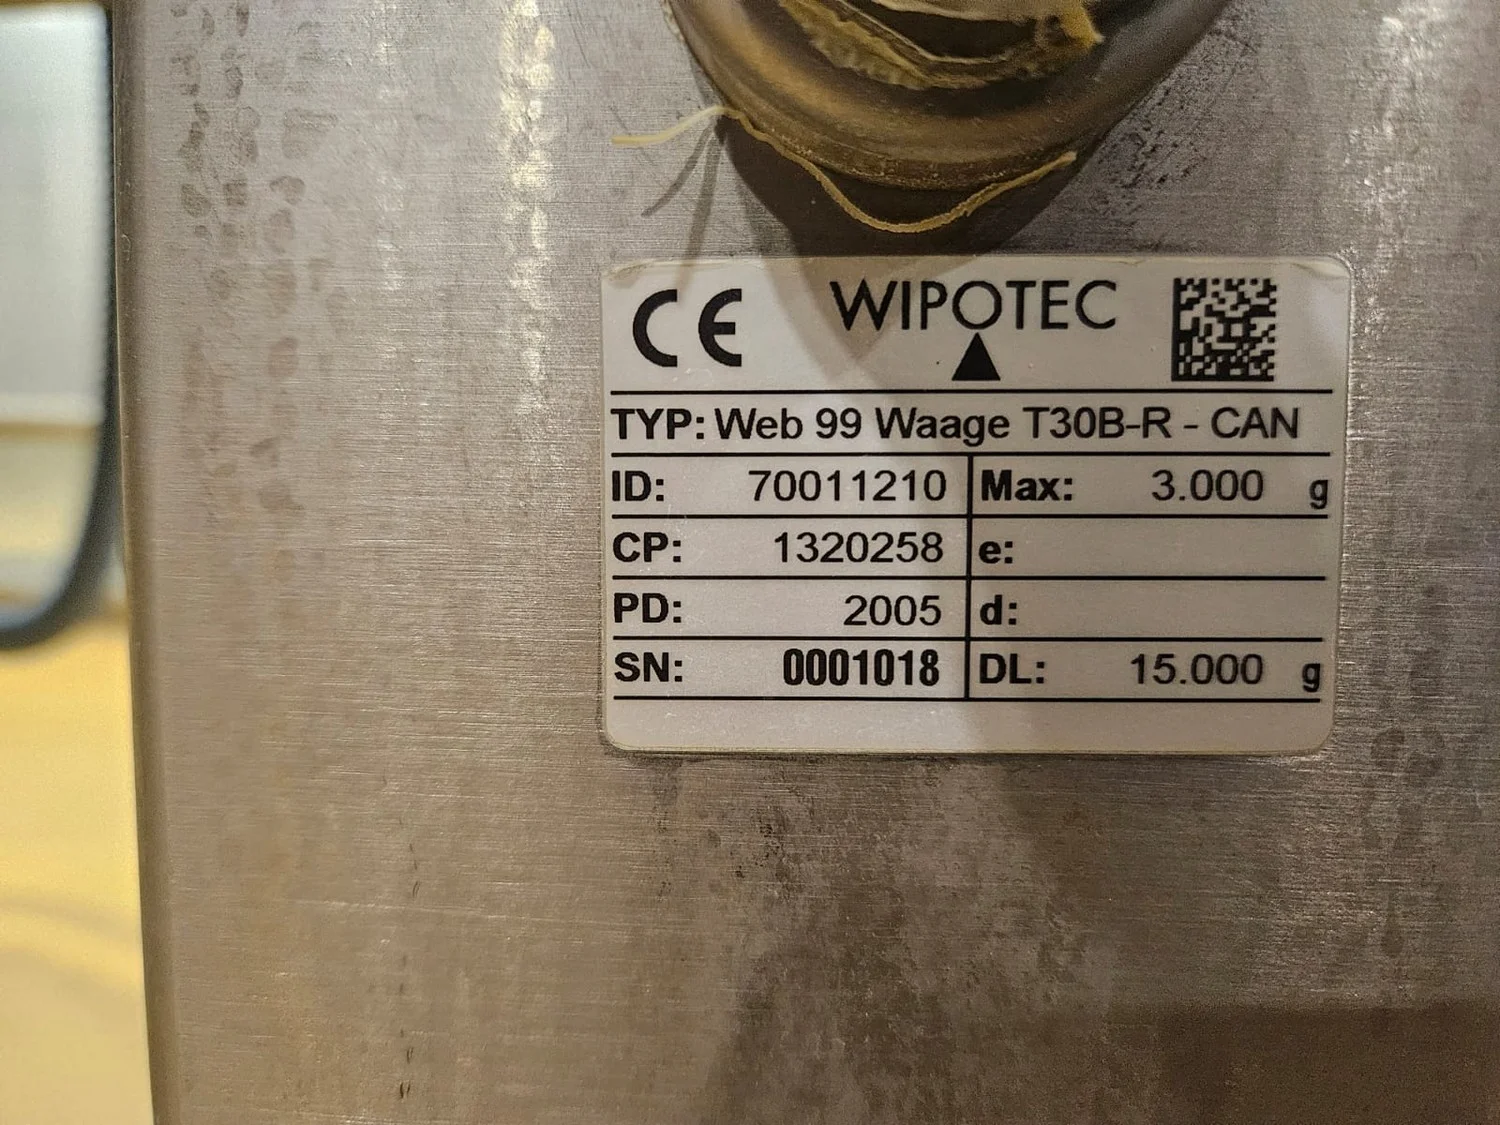 CE WIPOTEC
TYP: Web 99 Waage T30B-R - CAN
ID: 70011210 Max: 3.000 g
CP: 1320258 e:
PD: 2005 d:
SN: 0001018 DL: 15.000 g